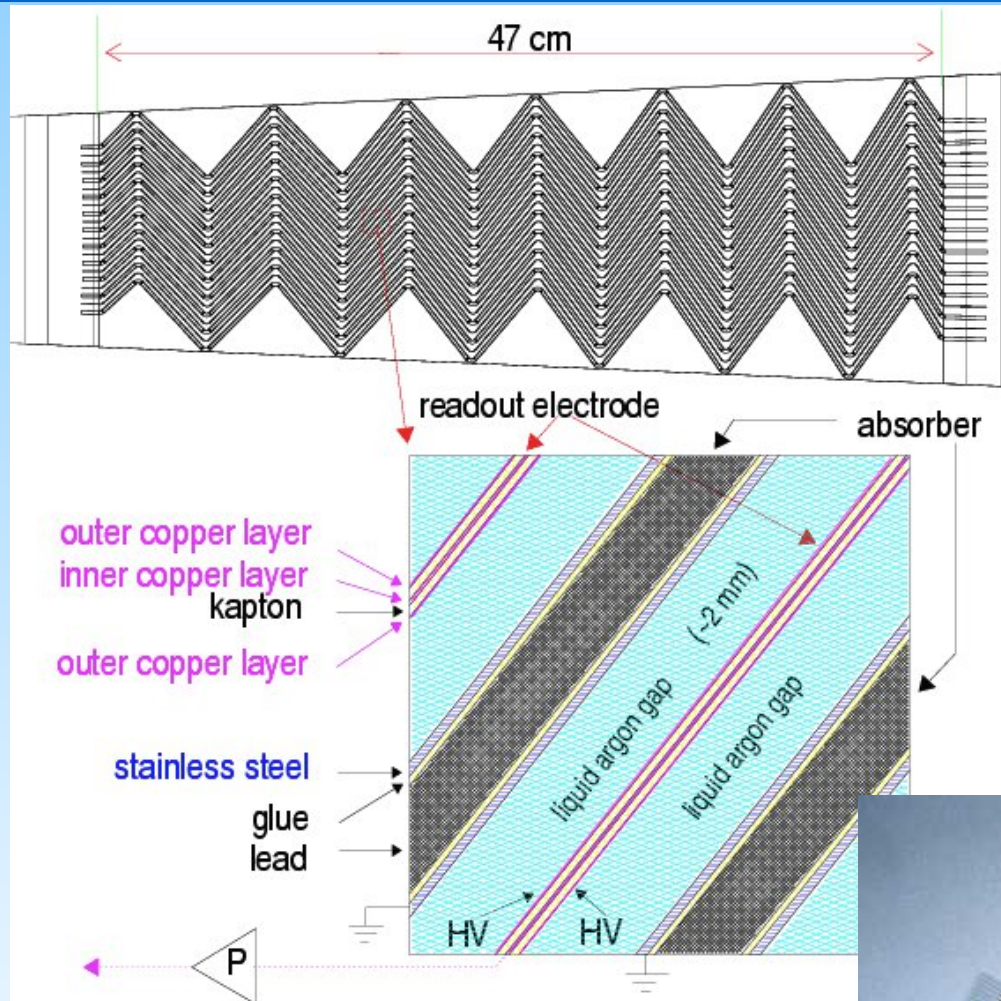 47 cm
readout electrode
absorber
outer copper layer
inner copper layer
kapton
outer copper layer
(~2 mm)
liquid argon gap
liquid argon gap
stainless steel
glue
lead
HV
HV
P